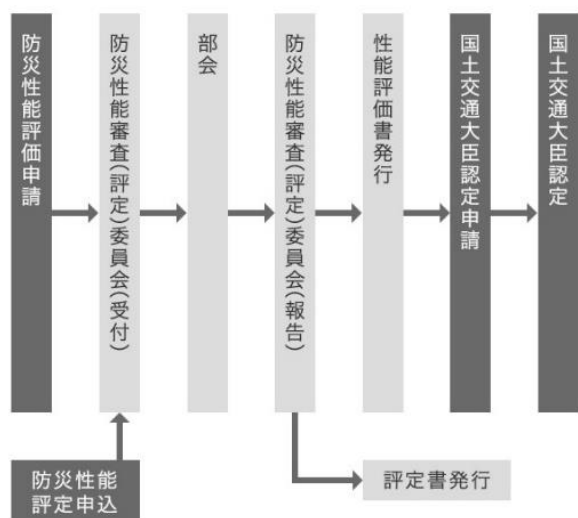 防災性能評価申請
防災性能審査(評定)委員会(受付)
部会
防災性能審査(評定)委員会(報告)
性能評価書発行
国土交通大臣認定申請
国土交通大臣認定
防災性能
評定申込
評定書発行